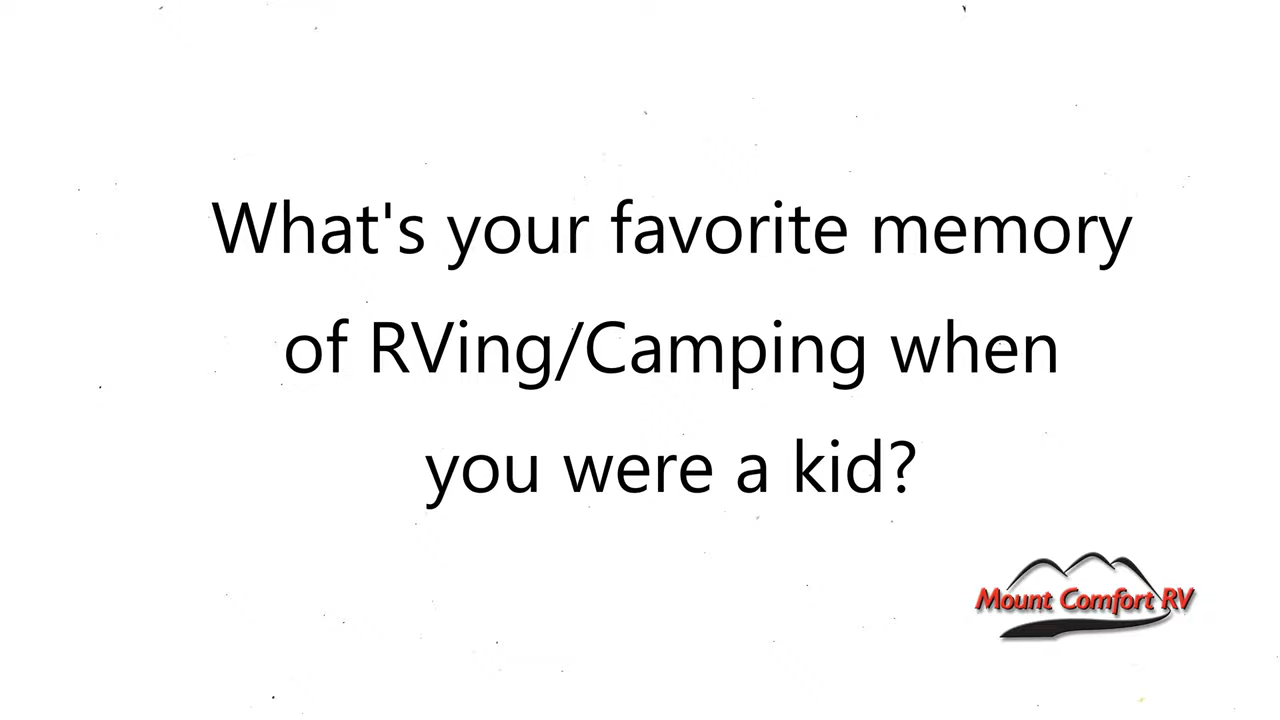 What's your favorite memory
of RVing/Camping when
you were a kid?
Mount Comfort RV